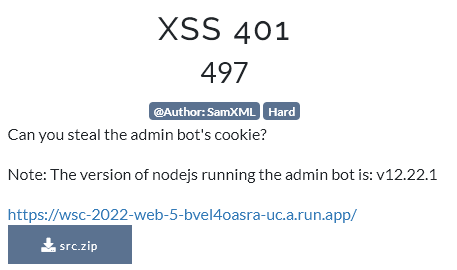 XSS 401
497
@Author: SamXML Hard
Can you steal the admin bot's cookie?
Note: The version of nodejs running the admin bot is: v12.22.1
https://wsc-2022-web-5-bvel4oasra-uc.a.run.app/
src.zip